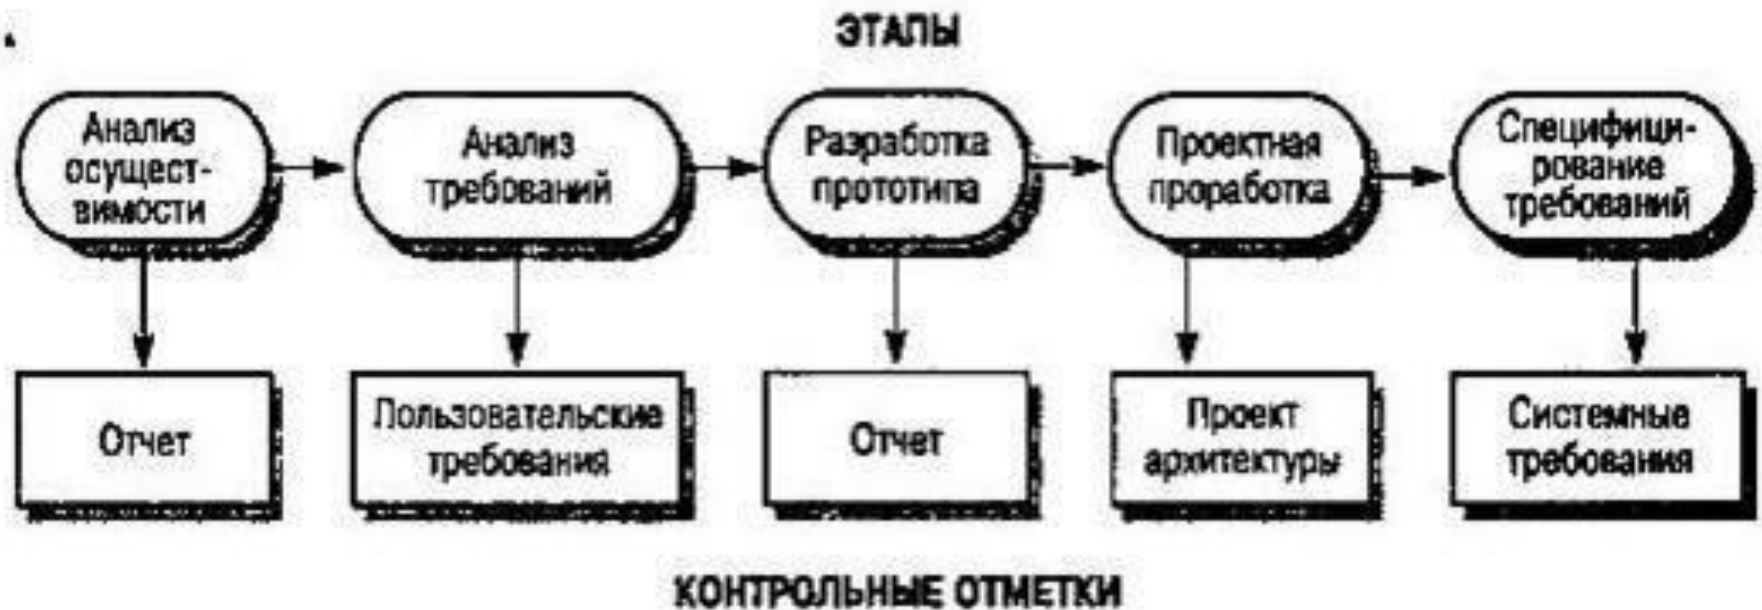 ЭТАПЫ
Анализ
осущест-
вимости
Анализ
требований
Разработка
прототипа
Проектная
проработка
Специфици-
рование
требований
Отчет
Пользовательские
требования
Отчет
Проект
архитектуры
Системные
требования
КОНТРОЛЬНЫЕ ОТМЕТКИ